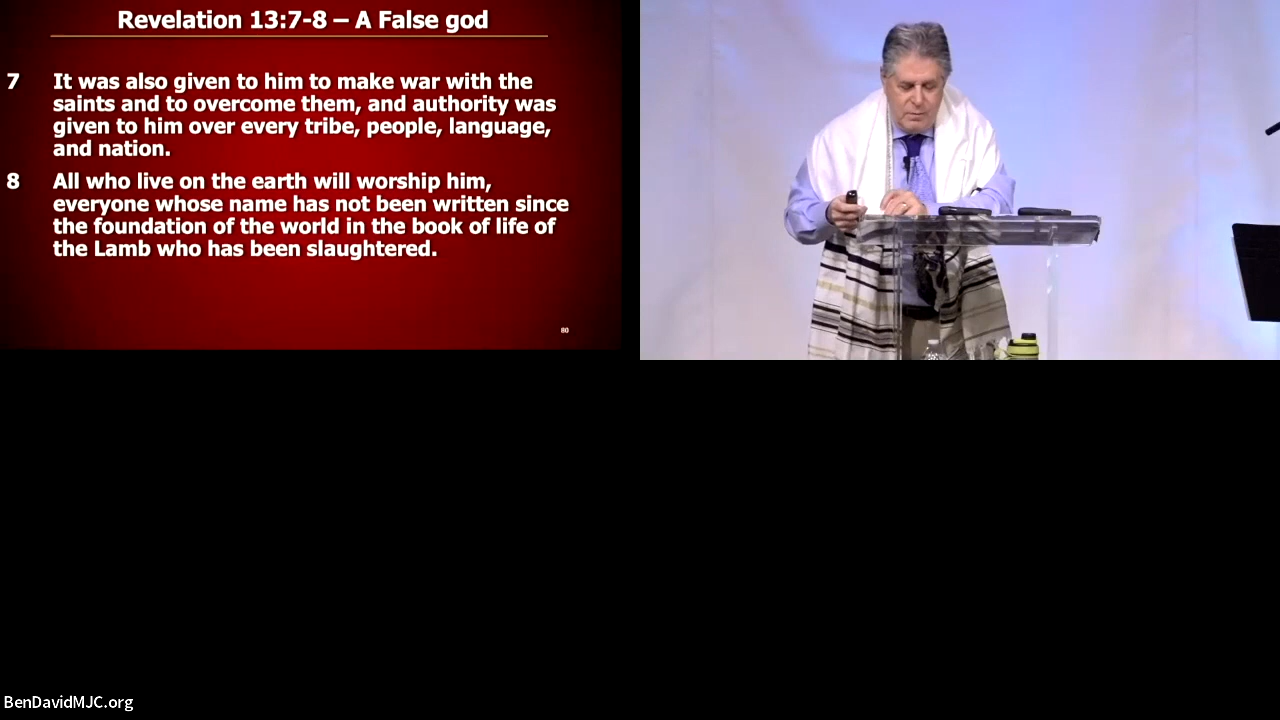 Revelation 13:7-8 – A False god
7 It was also given to him to make war with the
saints and to overcome them, and authority was
given to him over every tribe, people, language,
and nation.
8 All who live on the earth will worship him,
everyone whose name has not been written since
the foundation of the world in the book of life of
the Lamb who has been slaughtered.
80
BenDavidMJC.org